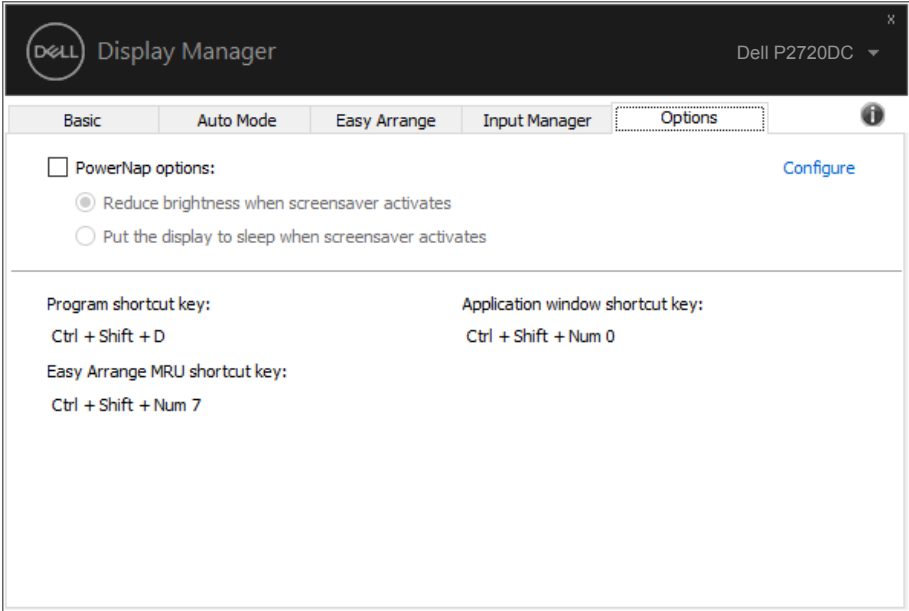 x
DELL Display Manager
Dell P2720DC
Basic Auto Mode Easy Arrange Input Manager Options
PowerNap options: Configure
Reduce brightness when screensaver activates
Put the display to sleep when screensaver activates
Program shortcut key: Application window shortcut key:
Ctrl + Shift + D Ctrl + Shift + Num 0
Easy Arrange MRU shortcut key:
Ctrl + Shift + Num 7